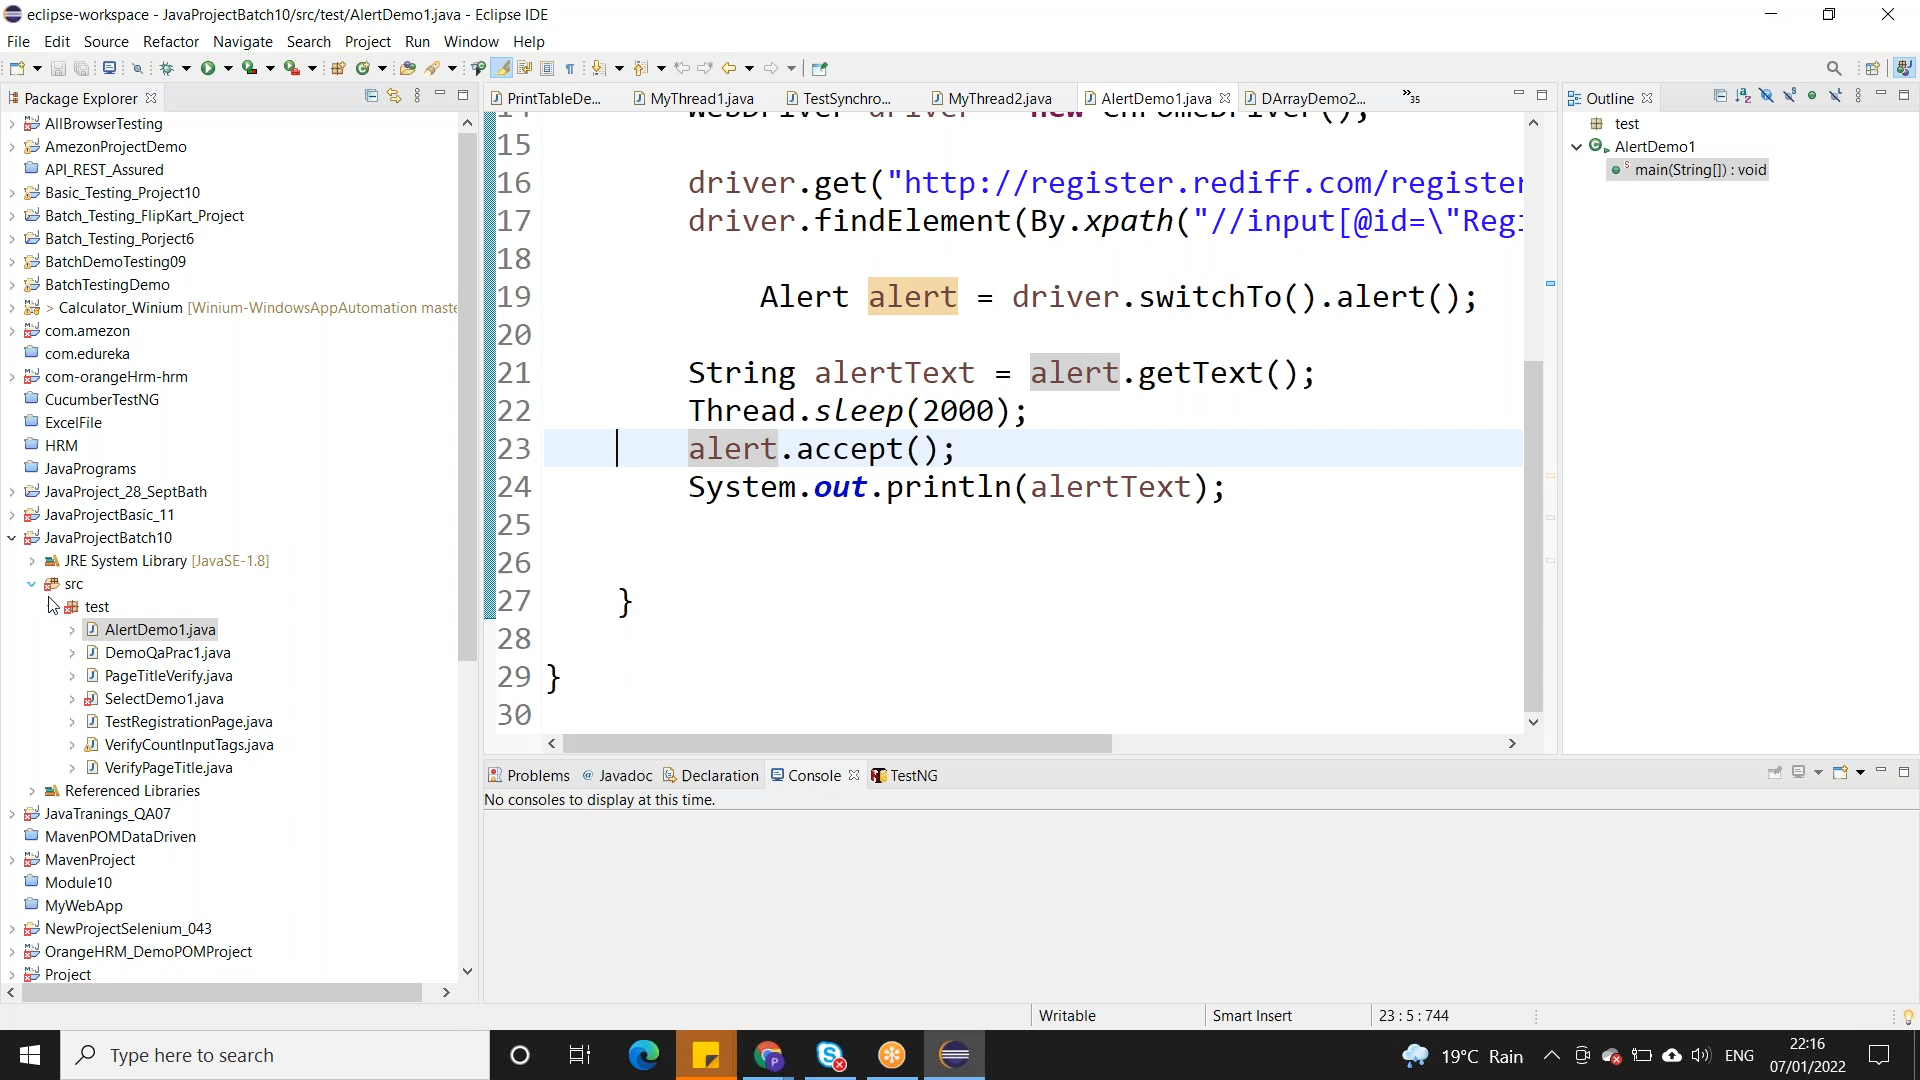 eclipse-workspace - JavaProjectBatch10/src/test/AlertDemo1.java - Eclipse IDE
File Edit Source Refactor Navigate Search Project Run Window Help
Package Explorer
AllBrowserTesting
AmezonProjectDemo
API_REST_Assured
Basic_Testing_Project10
Batch_Testing_FlipKart_Project
Batch_Testing_Porject6
BatchDemoTesting09
BatchTestingDemo
> Calculator_Winium [Winium-WindowsAppAutomation maste
com.amezon
com.edureka
com-orangeHrm-hrm
CucumberTestNG
ExcelFile
HRM
JavaPrograms
JavaProject_28_SeptBath
JavaProjectBasic_11
JavaProjectBatch10
JRE System Library [JavaSE-1.8]
src
test
AlertDemo1.java
DemoQaPrac1.java
PageTitleVerify.java
SelectDemo1.java
TestRegistrationPage.java
VerifyCountInputTags.java
VerifyPageTitle.java
Referenced Libraries
JavaTranings_QA07
MavenPOMDataDriven
MavenProject
Module10
MyWebApp
NewProjectSelenium_043
OrangeHRM_DemoPOMProject
Project
PrintTableDe... MyThread1.java TestSynchro... MyThread2.java AlertDemo1.java DArrayDemo2... »35
14 WebDriver driver = new ChromeDriver();
15
16 driver.get("http://register.rediff.com/register
17 driver.findElement(By.xpath("//input[@id=\"Regi
18
19 Alert alert = driver.switchTo().alert();
20
21 String alertText = alert.getText();
22 Thread.sleep(2000);
23 alert.accept();
24 System.out.println(alertText);
25
26
27 }
28
29 }
30
Outline
test
AlertDemo1
main(String[]) : void
Problems @ Javadoc Declaration Console TestNG
No consoles to display at this time.
Writable Smart Insert 23 : 5 : 744
Type here to search
19°C Rain ENG
22:16
07/01/2022